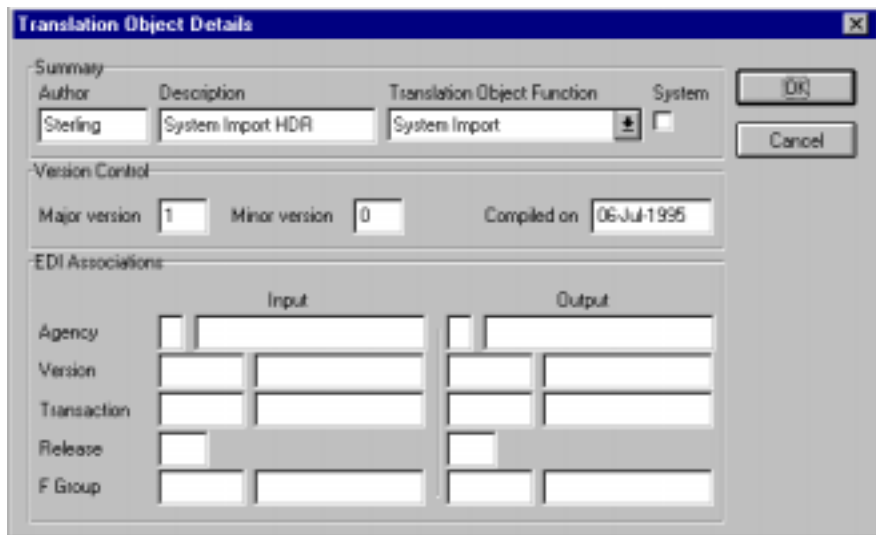 Translation Object Details
Summary
Author Description Translation Object Function System
Sterling System Import HDR System Import
OK
Cancel
Version Control
Major version 1 Minor version 0 Compiled on 06-Jul-1995
EDI Associations
Input Output
Agency
Version
Transaction
Release
F Group